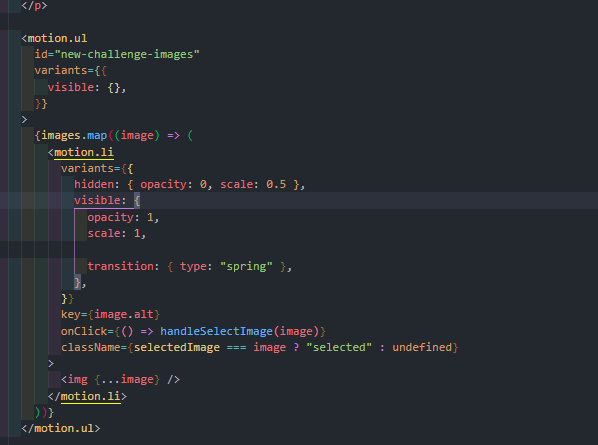 </p>
<motion.ul
id="new-challenge-images"
variants={{
visible: {},
}}
>
{images.map((image) => (
<motion.li
variants={{
hidden: { opacity: 0, scale: 0.5 },
visible: {
opacity: 1,
scale: 1,
transition: { type: "spring" },
},
}}
key={image.alt}
onClick={() => handleSelectImage(image)}
className={selectedImage === image ? "selected" : undefined}
>
<img {...image} />
</motion.li>
))}
</motion.ul>